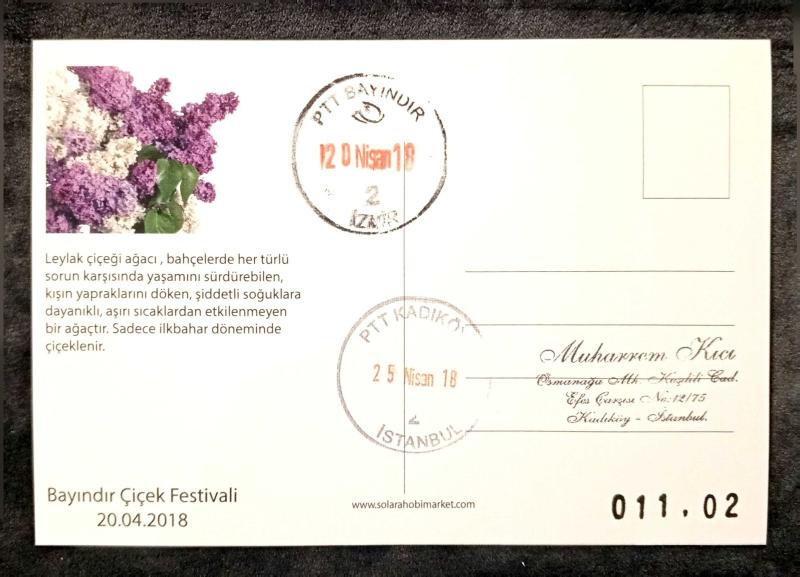 PTT BAYINDIR
20 Nisan 18
2
İZMİR
Leylak çiçeği ağacı , bahçelerde her türlü
sorun karşısında yaşamını sürdürebilen,
kışın yapraklarını döken, şiddetli soğuklara
dayanıklı, aşırı sıcaklardan etkilenmeyen
bir ağaçtır. Sadece ilkbahar döneminde
çiçeklenir.
PTT KADIKÖY
25 Nisan 18
2
İSTANBUL
Muharrem Kıcı
Osmanağa Mh. Kuşdili Cad.
Efes Çarşısı No:12/75
Kadıköy - İstanbul.
Bayındır Çiçek Festivali
20.04.2018
www.solarahobimarket.com
011.02